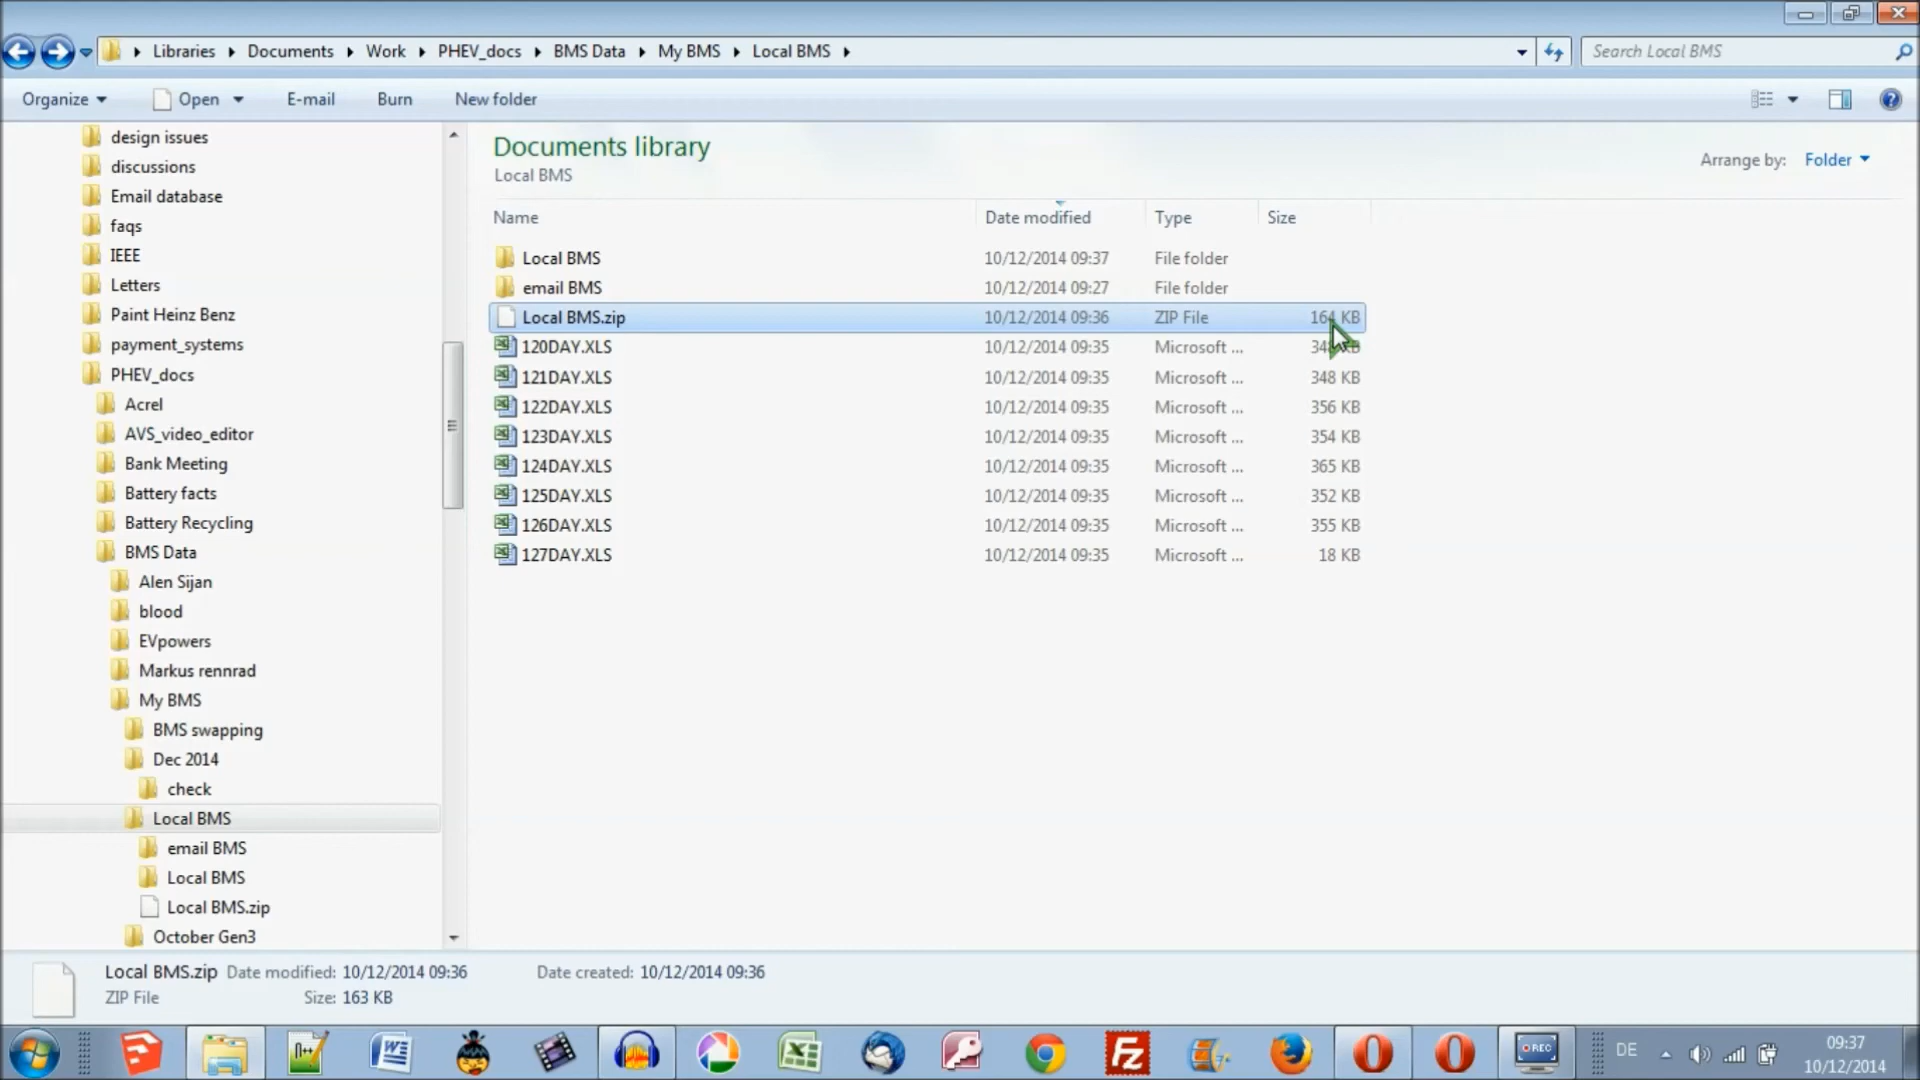 Libraries Documents Work PHEV_docs BMS Data My BMS Local BMS
Search Local BMS
Organize Open E-mail Burn New folder
design issues
discussions
Email database
faqs
IEEE
Letters
Paint Heinz Benz
payment_systems
PHEV_docs
Acrel
AVS_video_editor
Bank Meeting
Battery facts
Battery Recycling
BMS Data
Alen Sijan
blood
EVpowers
Markus rennrad
My BMS
BMS swapping
Dec 2014
check
Local BMS
email BMS
Local BMS
Local BMS.zip
October Gen3
Documents library
Local BMS
Arrange by: Folder
Name Date modified Type Size
Local BMS 10/12/2014 09:37 File folder
email BMS 10/12/2014 09:27 File folder
Local BMS.zip 10/12/2014 09:36 ZIP File 164 KB
120DAY.XLS 10/12/2014 09:35 Microsoft ...
121DAY.XLS 10/12/2014 09:35 Microsoft ... 348 KB
122DAY.XLS 10/12/2014 09:35 Microsoft ... 356 KB
123DAY.XLS 10/12/2014 09:35 Microsoft ... 354 KB
124DAY.XLS 10/12/2014 09:35 Microsoft ... 365 KB
125DAY.XLS 10/12/2014 09:35 Microsoft ... 352 KB
126DAY.XLS 10/12/2014 09:35 Microsoft ... 355 KB
127DAY.XLS 10/12/2014 09:35 Microsoft ... 18 KB
Local BMS.zip Date modified: 10/12/2014 09:36 Date created: 10/12/2014 09:36
ZIP File Size: 163 KB
REC
DE
09:37
10/12/2014